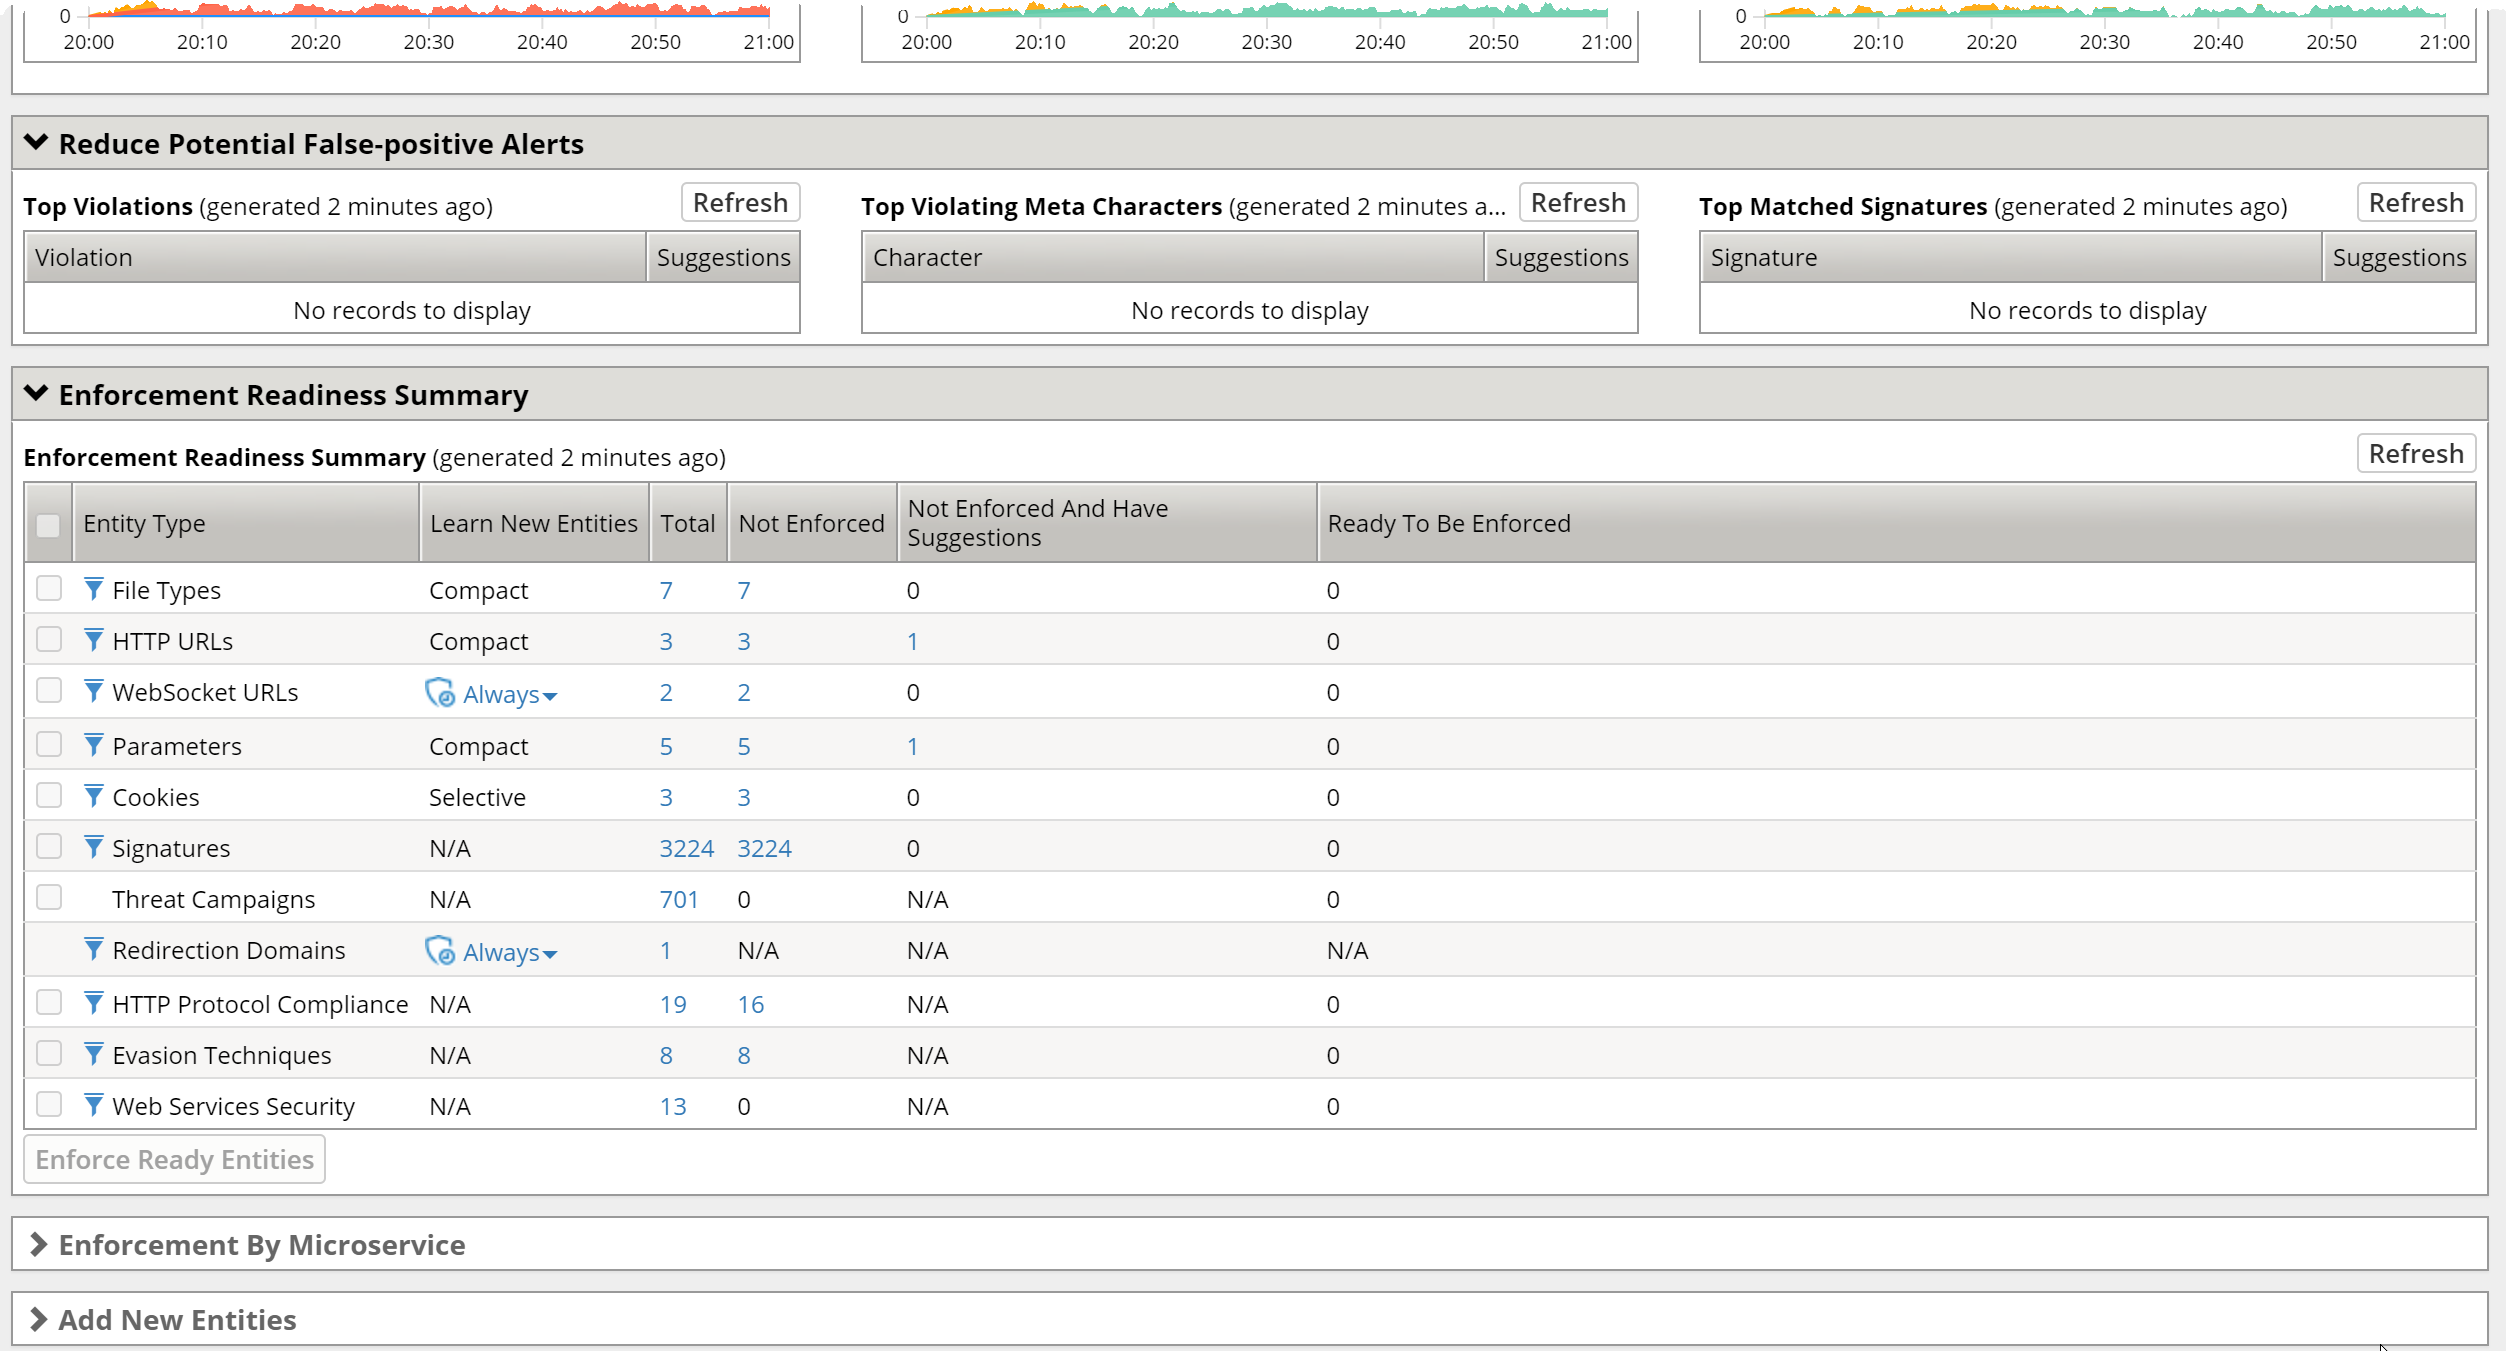 0 0 0
20:00 20:10 20:20 20:30 20:40 20:50 21:00 20:00 20:10 20:20 20:30 20:40 20:50 21:00 20:00 20:10 20:20 20:30 20:40 20:50 21:00
Reduce Potential False-positive Alerts
Top Violations (generated 2 minutes ago) Refresh Top Violating Meta Characters (generated 2 minutes a... Refresh Top Matched Signatures (generated 2 minutes ago) Refresh
Violation Suggestions Character Suggestions Signature Suggestions
No records to display No records to display No records to display
Enforcement Readiness Summary
Enforcement Readiness Summary (generated 2 minutes ago) Refresh
Entity Type Learn New Entities Total Not Enforced Not Enforced And Have Suggestions Ready To Be Enforced
File Types Compact 7 7 0 0
HTTP URLs Compact 3 3 1 0
WebSocket URLs Always 2 2 0 0
Parameters Compact 5 5 1 0
Cookies Selective 3 3 0 0
Signatures N/A 3224 3224 0 0
Threat Campaigns N/A 701 0 N/A 0
Redirection Domains Always 1 N/A N/A N/A
HTTP Protocol Compliance N/A 19 16 N/A 0
Evasion Techniques N/A 8 8 N/A 0
Web Services Security N/A 13 0 N/A 0
Enforce Ready Entities
Enforcement By Microservice
Add New Entities